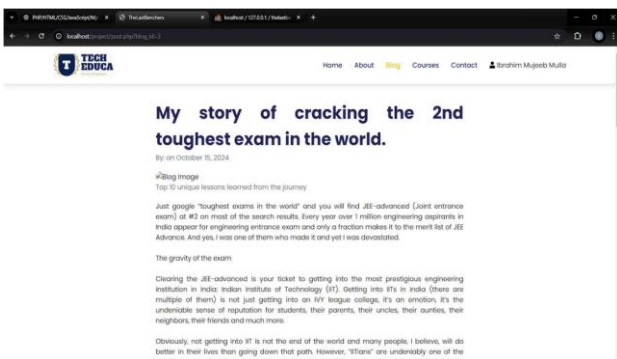 PHP/HTML/CSS/JavaScript/My
TheLastBenchers
localhost / 127.0.0.1 /
localhost/project/post.php?blog_id=3
TECH
EDUCA
Home About Blog Courses Contact Ibrahim Mujeeb Mulla
My story of cracking the 2nd
toughest exam in the world.
By: on October 15, 2024
Blog Image
Top 10 unique lessons learned from the journey
Just google "toughest exams in the world" and you will find JEE-advanced (Joint entrance
exam) at #2 on most of the search results. Every year over 1 million engineering aspirants in
India appear for engineering entrance exam and only a fraction makes it to the merit list of JEE
Advance. And yes, I was one of them who made it and yet I was devastated.
The gravity of the exam
Clearing the JEE-advanced is your ticket to getting into the most prestigious engineering
institution in India: Indian Institute of Technology (IIT). Getting into IITs in India (there are
multiple of them) is not just getting into an IVY league college, it's an emotion, it's the
undeniable sense of reputation for students, their parents, their uncles, their aunties, their
neighbors, their friends and much more.
Obviously, not getting into IIT is not the end of the world and many people, I believe, will do
better in their lives than going down that path. However, "IITians" are undeniably one of the